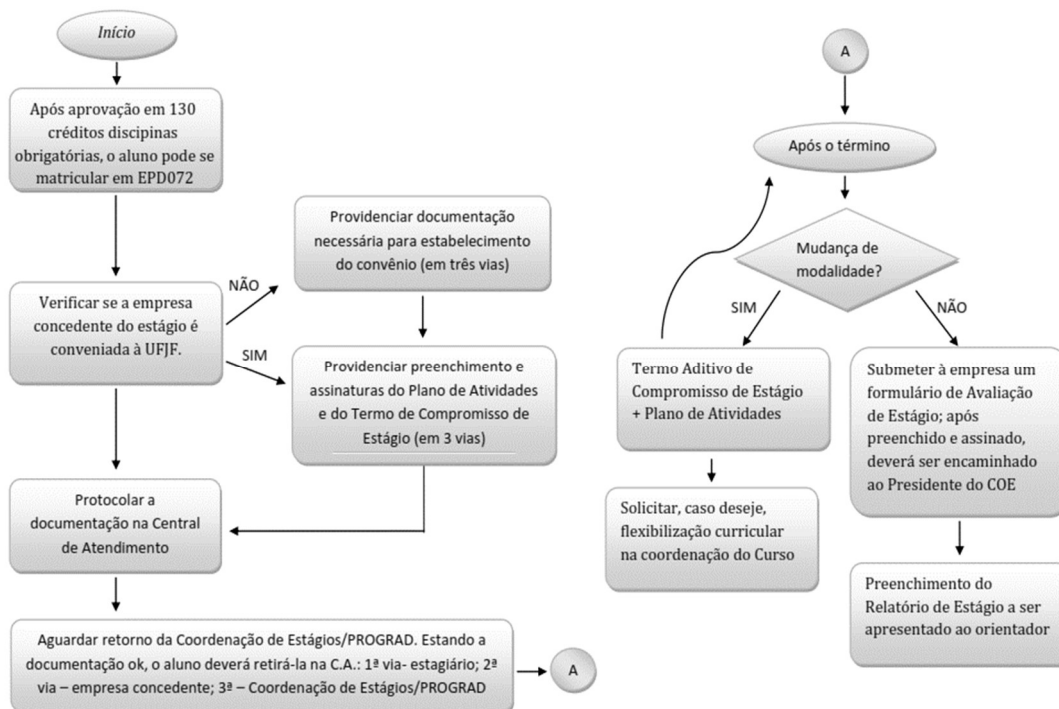 Início
Após aprovação em 130
créditos discipinas
obrigatórias, o aluno pode se
matricular em EPD072
Verificar se a empresa
concedente do estágio é
conveniada à UFJF.
NÃO
SIM
Providenciar documentação
necessária para estabelecimento
do convênio (em três vias)
Providenciar preenchimento e
assinaturas do Plano de Atividades
e do Termo de Compromisso de
Estágio (em 3 vias)
Protocolar a
documentação na Central
de Atendimento
Aguardar retorno da Coordenação de Estágios/PROGRAD. Estando a
documentação ok, o aluno deverá retirá-la na C.A.: 1ª via- estagiário; 2ª
via – empresa concedente; 3ª – Coordenação de Estágios/PROGRAD
A
A
Após o término
Mudança de
modalidade?
SIM
NÃO
Termo Aditivo de
Compromisso de Estágio
+ Plano de Atividades
Solicitar, caso deseje,
flexibilização curricular
na coordenação do Curso
Submeter à empresa um
formulário de Avaliação
de Estágio; após
preenchido e assinado,
deverá ser encaminhado
ao Presidente do COE
Preenchimento do
Relatório de Estágio a ser
apresentado ao orientador